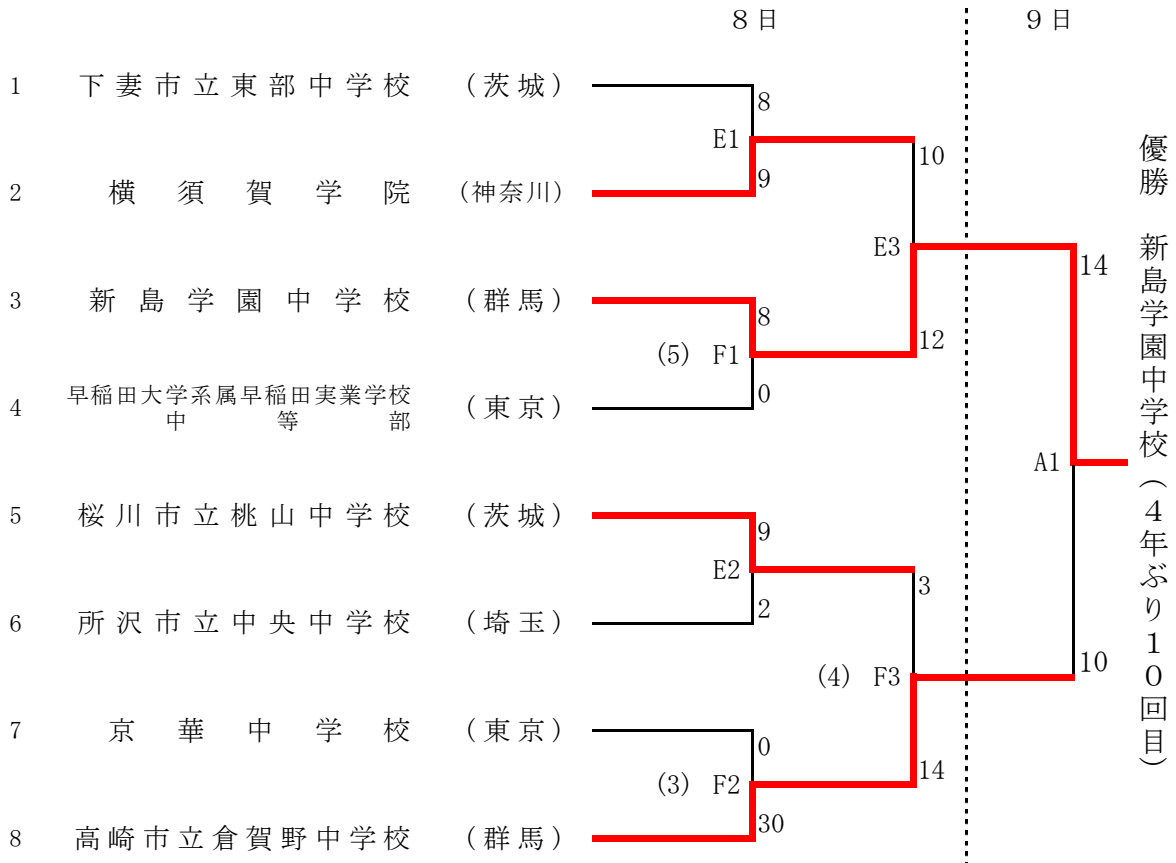 8日 9日
1 下妻市立東部中学校 (茨城)
8
E1
10
9
2 横須賀学院 (神奈川)
E3
14
3 新島学園中学校 (群馬)
8
(5) F1
12
0
4 早稲田大学系属早稲田実業学校
中等部 (東京)
A1
5 桜川市立桃山中学校 (茨城)
9
E2
3
2
6 所沢市立中央中学校 (埼玉)
(4) F3
10
7 京華中学校 (東京)
0
(3) F2
14
30
8 高崎市立倉賀野中学校 (群馬)
優勝 新島学園中学校(4年ぶり10回目)